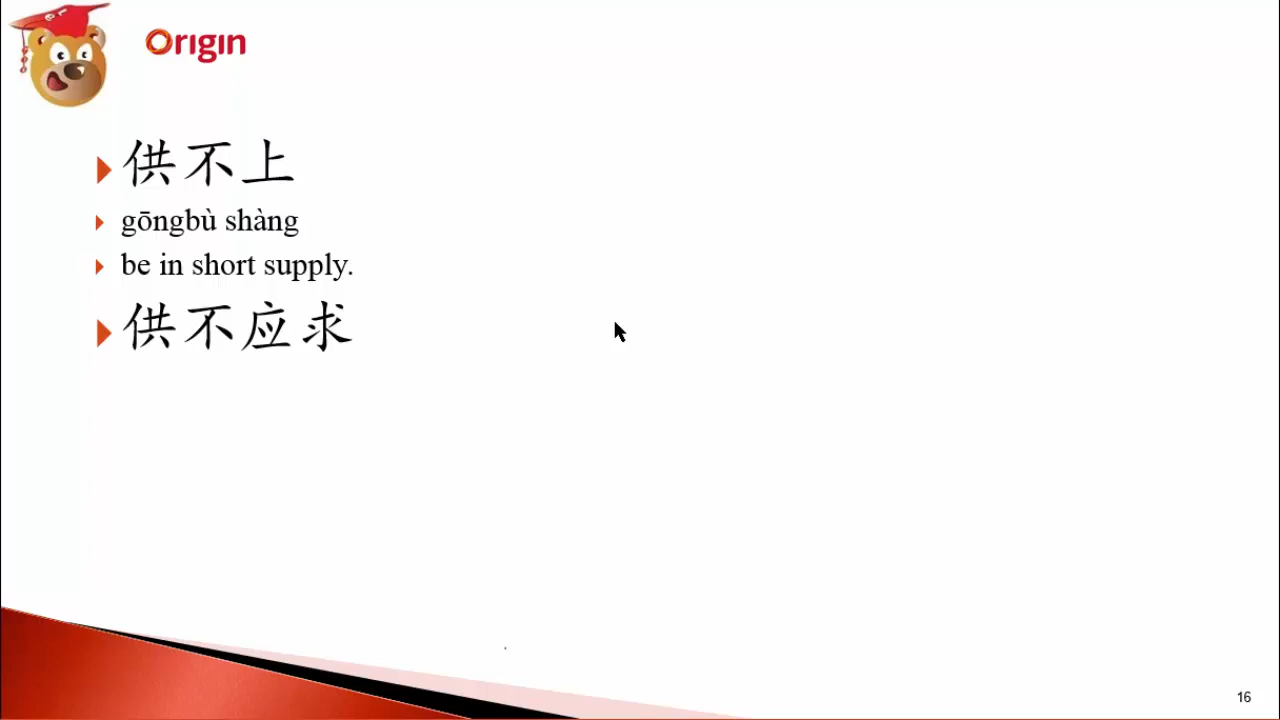 Origin
供不上
gōngbù shàng
be in short supply.
供不应求
16